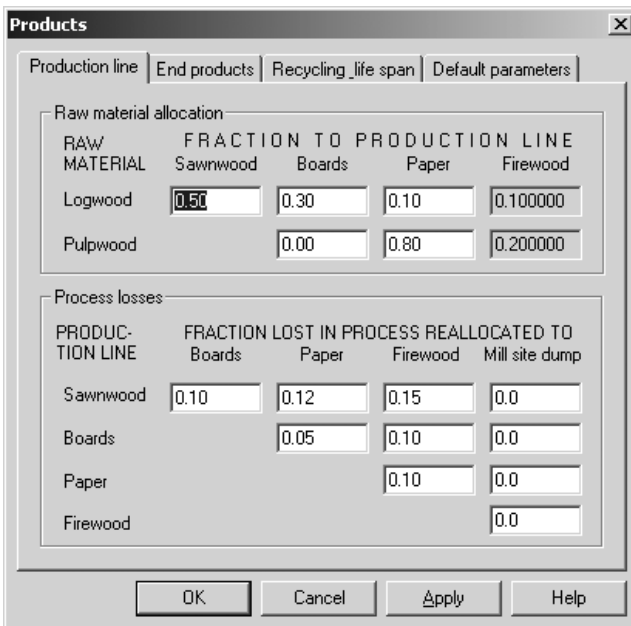 Products
Production line End products Recycling_life span Default parameters
Raw material allocation
RAW MATERIAL FRACTION TO PRODUCTION LINE
Sawnwood Boards Paper Firewood
Logwood 0.50 0.30 0.10 0.100000
Pulpwood 0.00 0.80 0.200000
Process losses
PRODUC-TION LINE FRACTION LOST IN PROCESS REALLOCATED TO
Boards Paper Firewood Mill site dump
Sawnwood 0.10 0.12 0.15 0.0
Boards 0.05 0.10 0.0
Paper 0.10 0.0
Firewood 0.0
OK Cancel Apply Help